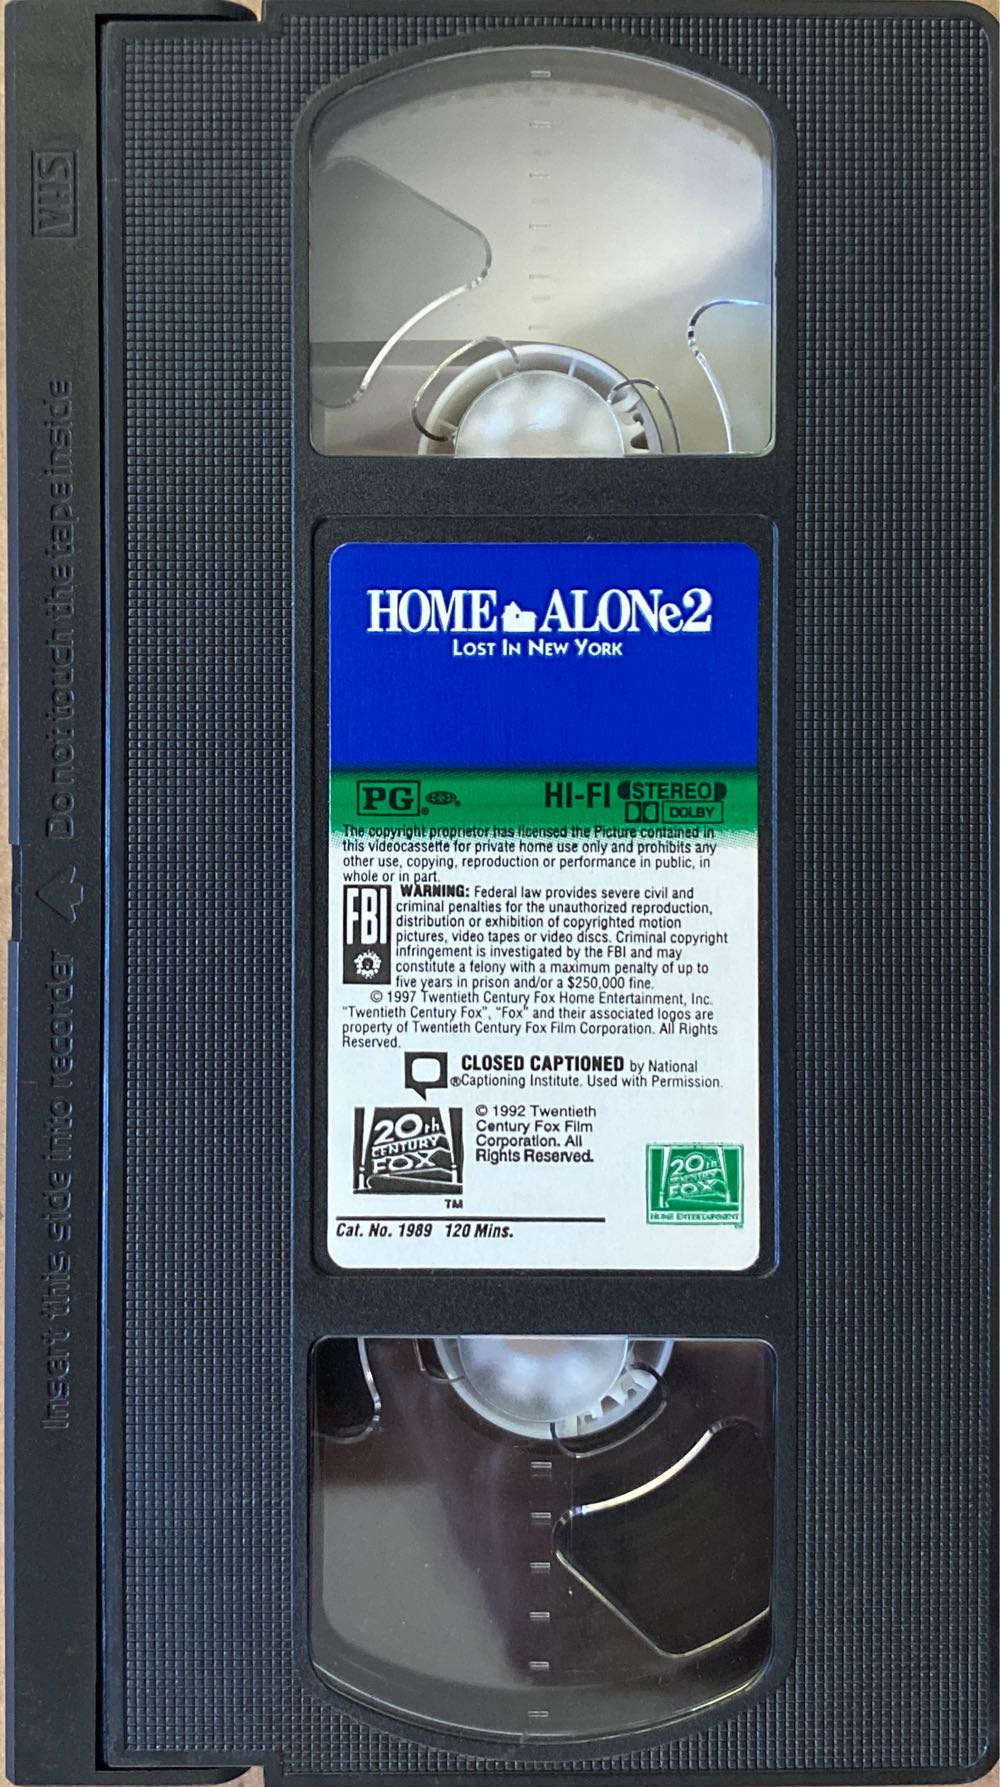 VHS
Insert this side into recorder
Do not touch the tape inside
HOME ALONe2
LOST IN NEW YORK
PG
HI-FI STEREO
DOLBY
The copyright proprietor has licensed the Picture contained in
this videocassette for private home use only and prohibits any
other use, copying, reproduction or performance in public, in
whole or in part.
FBI
WARNING: Federal law provides severe civil and
criminal penalties for the unauthorized reproduction,
distribution or exhibition of copyrighted motion
pictures, video tapes or video discs. Criminal copyright
infringement is investigated by the FBI and may
constitute a felony with a maximum penalty of up to
five years in prison and/or a $250,000 fine.
© 1997 Twentieth Century Fox Home Entertainment, Inc.
"Twentieth Century Fox", "Fox" and their associated logos are
property of Twentieth Century Fox Film Corporation. All Rights
Reserved.
CLOSED CAPTIONED by National
®Captioning Institute. Used with Permission.
20th
CENTURY
FOX
TM
© 1992 Twentieth
Century Fox Film
Corporation. All
Rights Reserved.
20th
CENTURY
FOX
HOME ENTERTAINMENT
Cat. No. 1989 120 Mins.